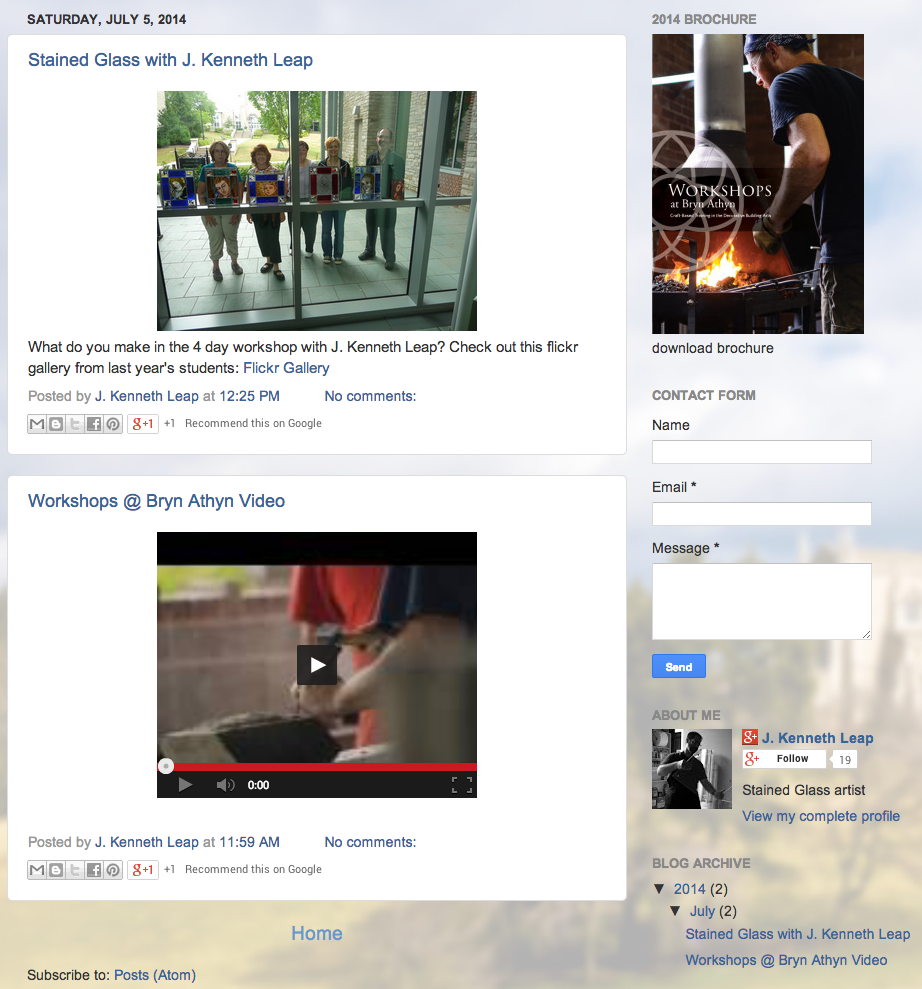 SATURDAY, JULY 5, 2014
Stained Glass with J. Kenneth Leap
What do you make in the 4 day workshop with J. Kenneth Leap? Check out this flickr
gallery from last year's students: Flickr Gallery
Posted by J. Kenneth Leap at 12:25 PM No comments:
g+1 +1 Recommend this on Google
Workshops @ Bryn Athyn Video
0:00
Posted by J. Kenneth Leap at 11:59 AM No comments:
g+1 +1 Recommend this on Google
Home
Subscribe to: Posts (Atom)
2014 BROCHURE
WORKSHOPS
at Bryn Athyn
Craft-Based Training in the Decorative Building Arts
download brochure
CONTACT FORM
Name
Email *
Message *
Send
ABOUT ME
g+ J. Kenneth Leap
g+ Follow 19
Stained Glass artist
View my complete profile
BLOG ARCHIVE
▼ 2014 (2)
▼ July (2)
Stained Glass with J. Kenneth Leap
Workshops @ Bryn Athyn Video